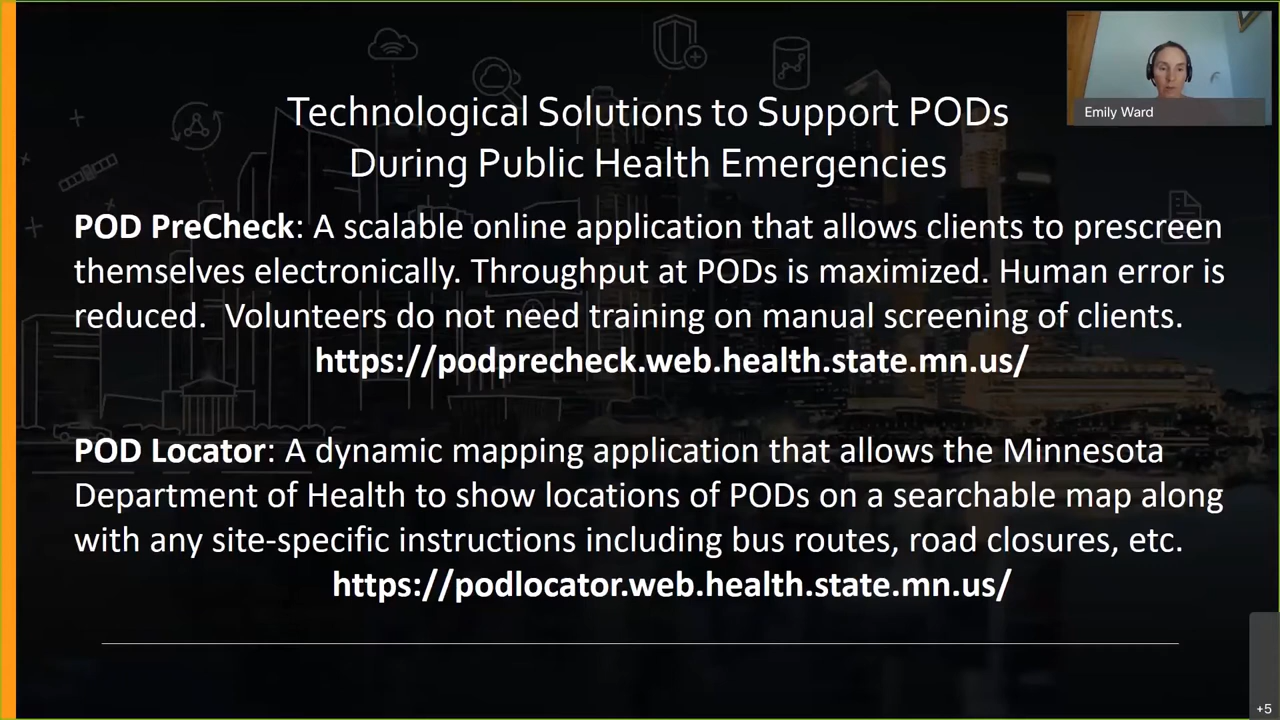 Technological Solutions to Support PODs
During Public Health Emergencies
Emily Ward
POD PreCheck: A scalable online application that allows clients to prescreen
themselves electronically. Throughput at PODs is maximized. Human error is
reduced.  Volunteers do not need training on manual screening of clients.
https://podprecheck.web.health.state.mn.us/
POD Locator: A dynamic mapping application that allows the Minnesota
Department of Health to show locations of PODs on a searchable map along
with any site-specific instructions including bus routes, road closures, etc.
https://podlocator.web.health.state.mn.us/
+5